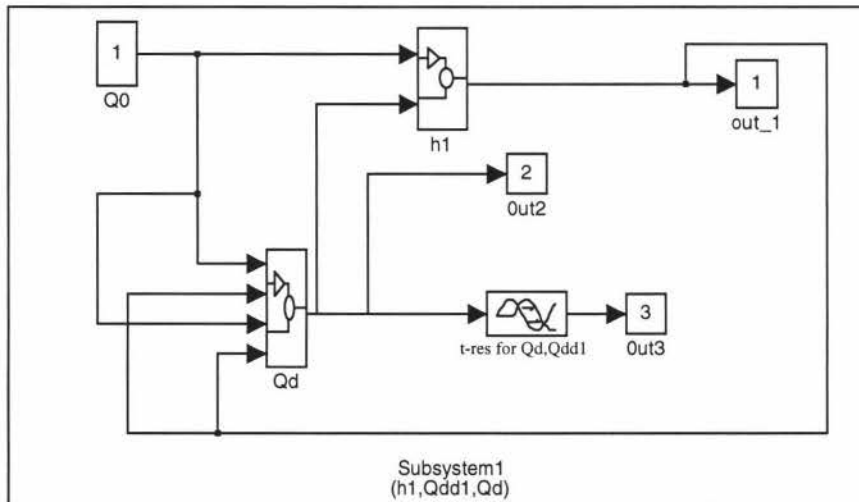 1
Q0
h1
1
out_1
2
0ut2
Qd
t-res for Qd,Qdd1
3
0ut3
Subsystem1
(h1,Qdd1,Qd)